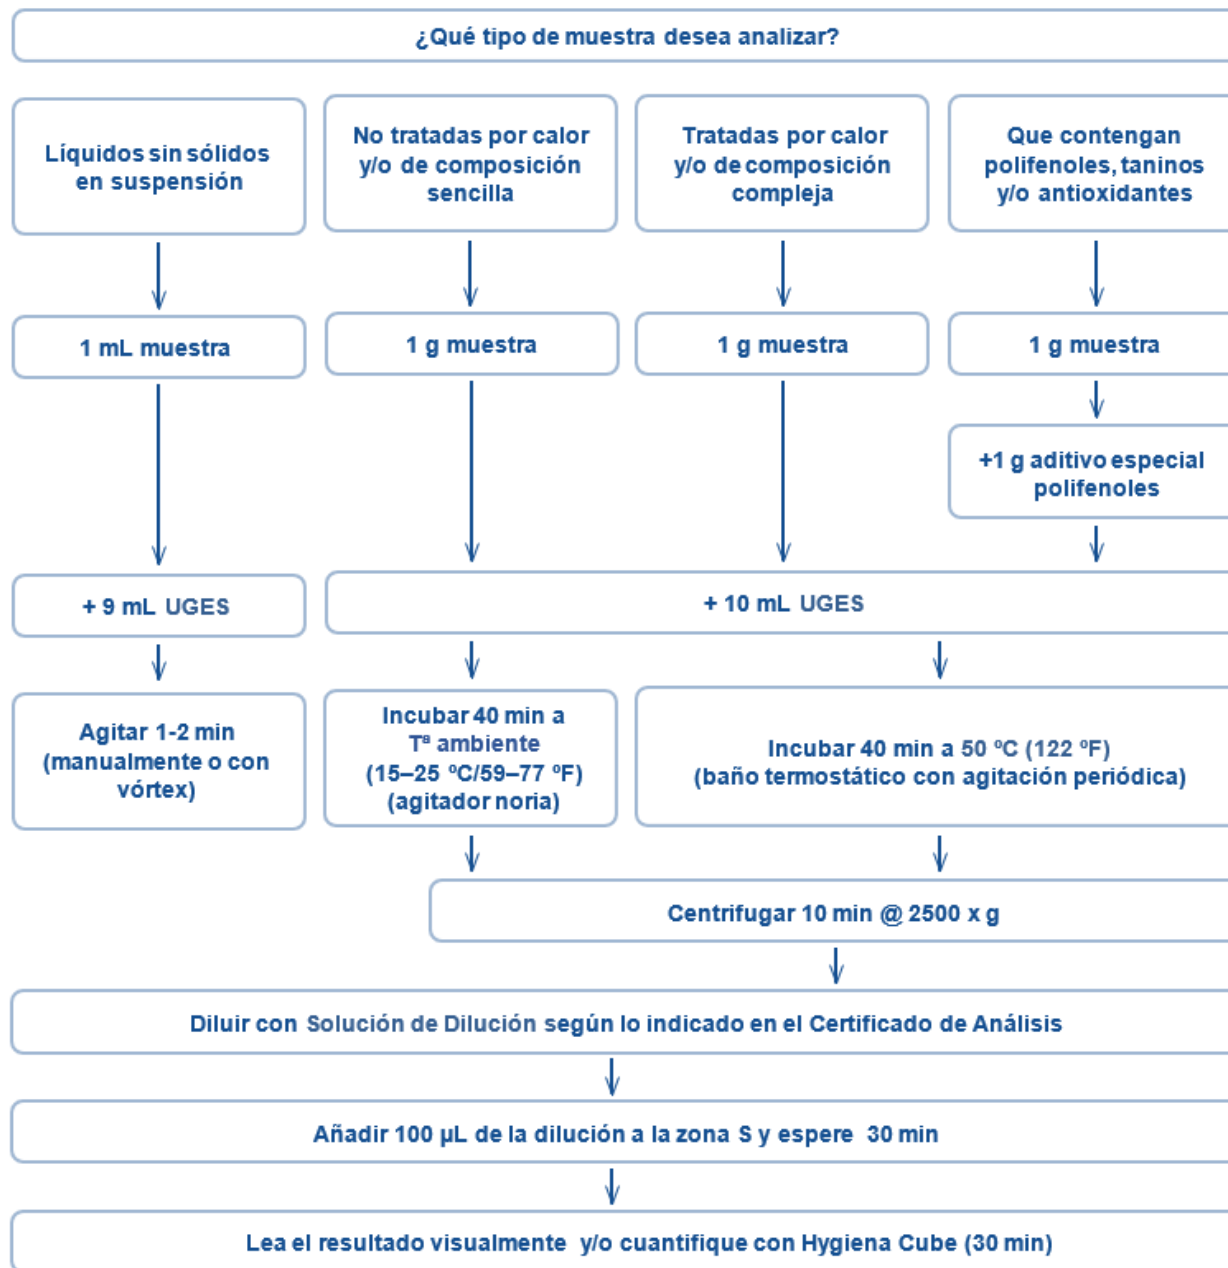 ¿Qué tipo de muestra desea analizar?
Líquidos sin sólidos
en suspensión
No tratadas por calor
y/o de composición
sencilla
Tratadas por calor
y/o de composición
compleja
Que contengan
polifenoles, taninos
y/o antioxidantes
1 mL muestra
1 g muestra
1 g muestra
1 g muestra
+1 g aditivo especial
polifenoles
+ 9 mL UGES
+ 10 mL UGES
Agitar 1-2 min
(manualmente o con
vórtex)
Incubar 40 min a
Tª ambiente
(15–25 ºC/59–77 ºF)
(agitador noria)
Incubar 40 min a 50 ºC (122 ºF)
(baño termostático con agitación periódica)
Centrifugar 10 min @ 2500 x g
Diluir con Solución de Dilución según lo indicado en el Certificado de Análisis
Añadir 100 µL de la dilución a la zona S y espere 30 min
Lea el resultado visualmente y/o cuantifique con Hygiena Cube (30 min)